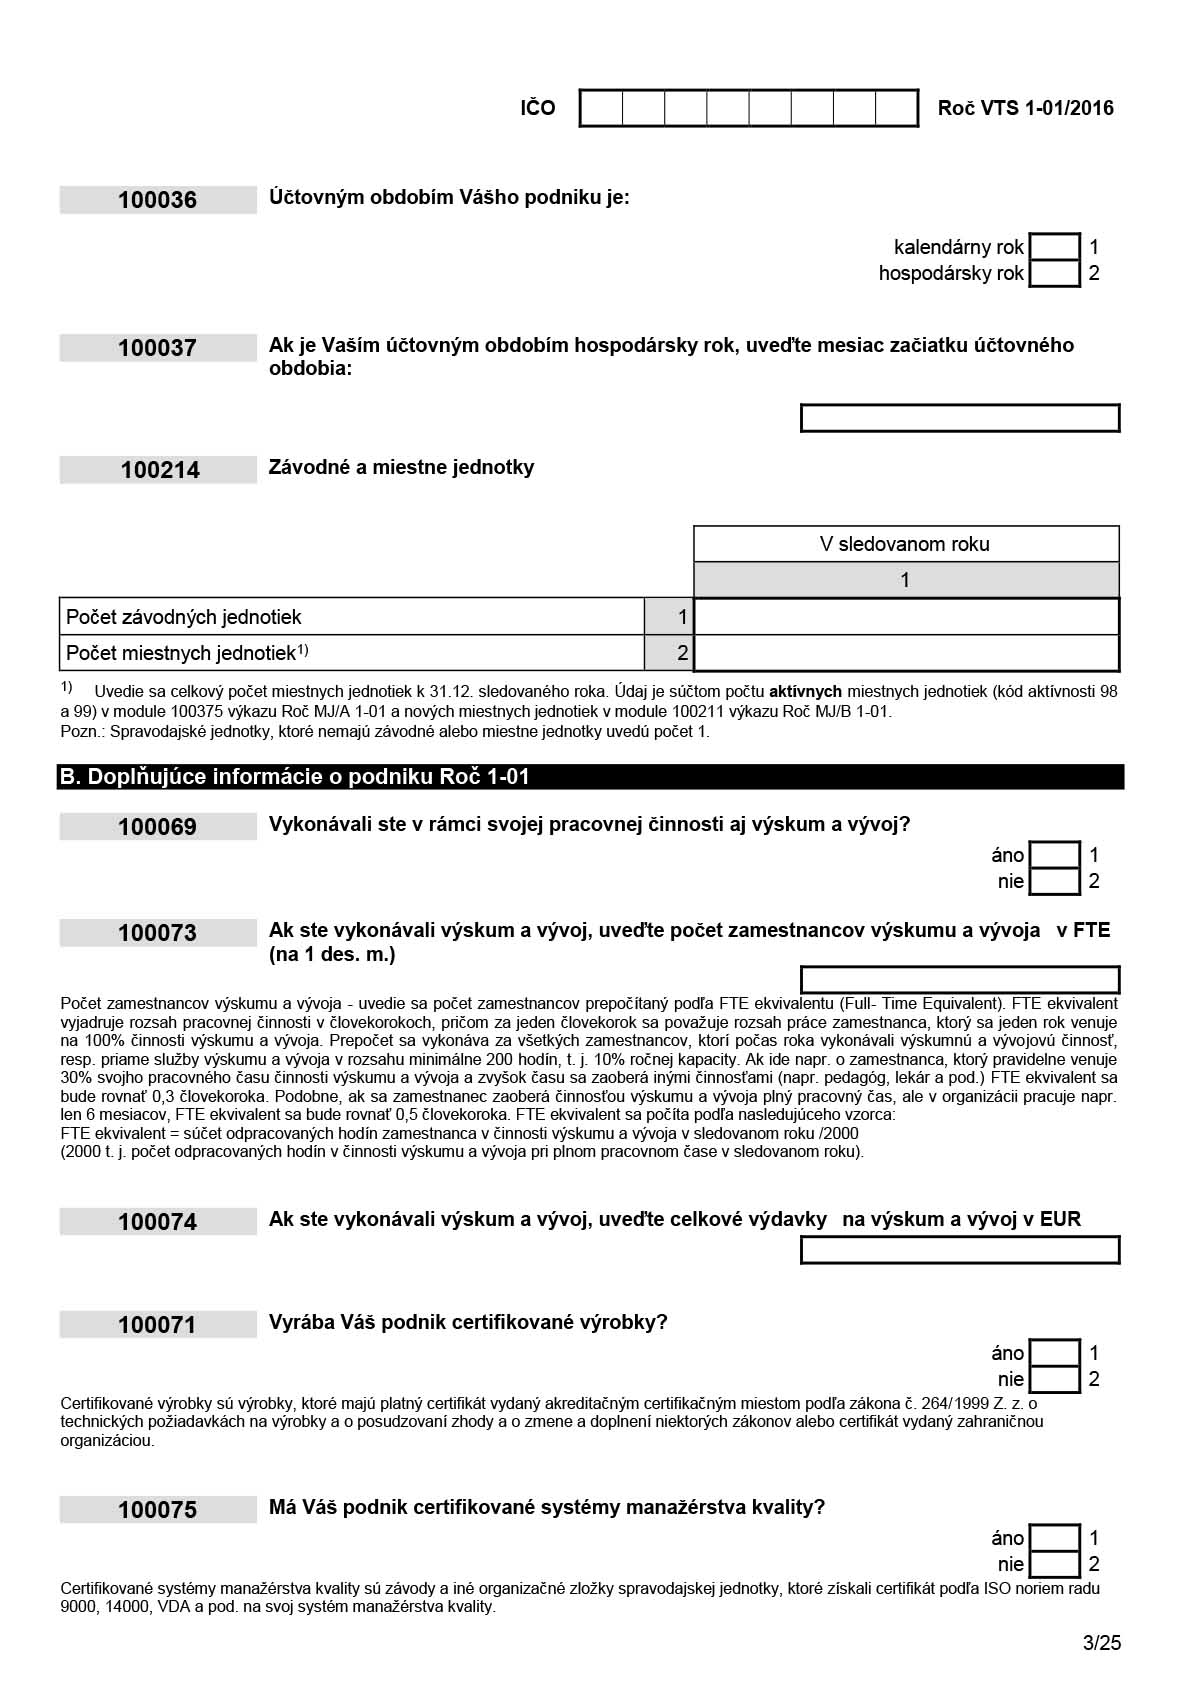 IČO Roč VTS 1-01/2016
100036 Účtovným obdobím Vášho podniku je:
kalendárny rok 1
hospodársky rok 2
100037 Ak je Vaším účtovným obdobím hospodársky rok, uveďte mesiac začiatku účtovného
obdobia:
100214 Závodné a miestne jednotky
V sledovanom roku
1
Počet závodných jednotiek 1
Počet miestnych jednotiek1) 2
1) Uvedie sa celkový počet miestnych jednotiek k 31.12. sledovaného roka. Údaj je súčtom počtu aktívnych miestnych jednotiek (kód aktívnosti 98
a 99) v module 100375 výkazu Roč MJ/A 1-01 a nových miestnych jednotiek v module 100211 výkazu Roč MJ/B 1-01.
Pozn.: Spravodajské jednotky, ktoré nemajú závodné alebo miestne jednotky uvedú počet 1.
B. Doplňujúce informácie o podniku Roč 1-01
100069 Vykonávali ste v rámci svojej pracovnej činnosti aj výskum a vývoj?
áno 1
nie 2
100073 Ak ste vykonávali výskum a vývoj, uveďte počet zamestnancov výskumu a vývoja v FTE
(na 1 des. m.)
Počet zamestnancov výskumu a vývoja - uvedie sa počet zamestnancov prepočítaný podľa FTE ekvivalentu (Full- Time Equivalent). FTE ekvivalent
vyjadruje rozsah pracovnej činnosti v človekorokoch, pričom za jeden človekorok sa považuje rozsah práce zamestnanca, ktorý sa jeden rok venuje
na 100% činnosti výskumu a vývoja. Prepočet sa vykonáva za všetkých zamestnancov, ktorí počas roka vykonávali výskumnú a vývojovú činnosť,
resp. priame služby výskumu a vývoja v rozsahu minimálne 200 hodín, t. j. 10% ročnej kapacity. Ak ide napr. o zamestnanca, ktorý pravidelne venuje
30% svojho pracovného času činnosti výskumu a vývoja a zvyšok času sa zaoberá inými činnosťami (napr. pedagóg, lekár a pod.) FTE ekvivalent sa
bude rovnať 0,3 človekoroka. Podobne, ak sa zamestnanec zaoberá činnosťou výskumu a vývoja plný pracovný čas, ale v organizácii pracuje napr.
len 6 mesiacov, FTE ekvivalent sa bude rovnať 0,5 človekoroka. FTE ekvivalent sa počíta podľa nasledujúceho vzorca:
FTE ekvivalent = súčet odpracovaných hodín zamestnanca v činnosti výskumu a vývoja v sledovanom roku /2000
(2000 t. j. počet odpracovaných hodín v činnosti výskumu a vývoja pri plnom pracovnom čase v sledovanom roku).
100074 Ak ste vykonávali výskum a vývoj, uveďte celkové výdavky na výskum a vývoj v EUR
100071 Vyrába Váš podnik certifikované výrobky?
áno 1
nie 2
Certifikované výrobky sú výrobky, ktoré majú platný certifikát vydaný akreditačným certifikačným miestom podľa zákona č. 264/1999 Z. z. o
technických požiadavkách na výrobky a o posudzovaní zhody a o zmene a doplnení niektorých zákonov alebo certifikát vydaný zahraničnou
organizáciou.
100075 Má Váš podnik certifikované systémy manažérstva kvality?
áno 1
nie 2
Certifikované systémy manažérstva kvality sú závody a iné organizačné zložky spravodajskej jednotky, ktoré získali certifikát podľa ISO noriem radu
9000, 14000, VDA a pod. na svoj systém manažérstva kvality.
3/25